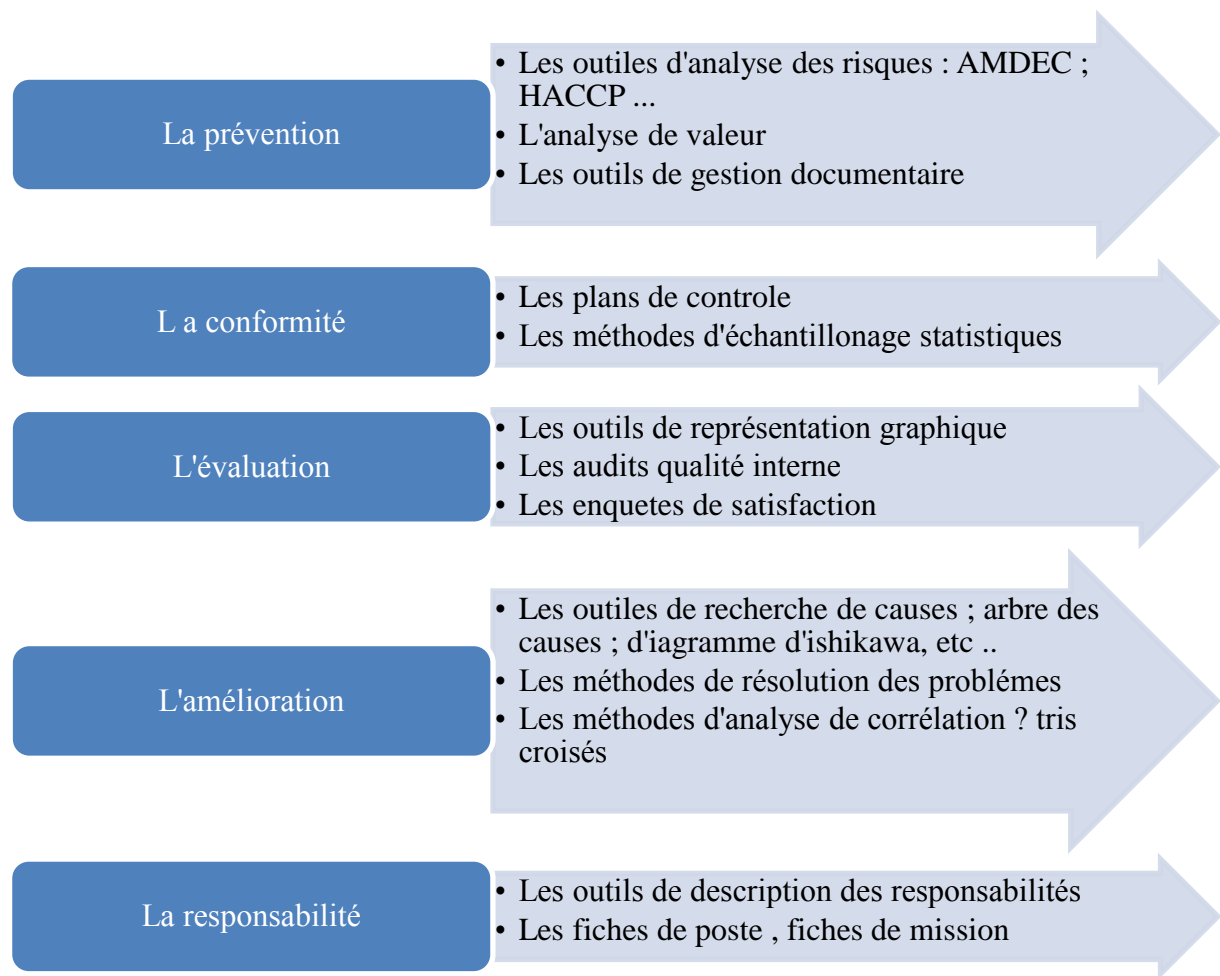 La prévention
• Les outiles d'analyse des risques : AMDEC ;
HACCP ...
• L'analyse de valeur
• Les outils de gestion documentaire
L a conformité
• Les plans de controle
• Les méthodes d'échantillonage statistiques
L'évaluation
• Les outils de représentation graphique
• Les audits qualité interne
• Les enquetes de satisfaction
L'amélioration
• Les outiles de recherche de causes ; arbre des
causes ; d'iagramme d'ishikawa, etc ..
• Les méthodes de résolution des problémes
• Les méthodes d'analyse de corrélation ? tris
croisés
La responsabilité
• Les outils de description des responsabilités
• Les fiches de poste , fiches de mission